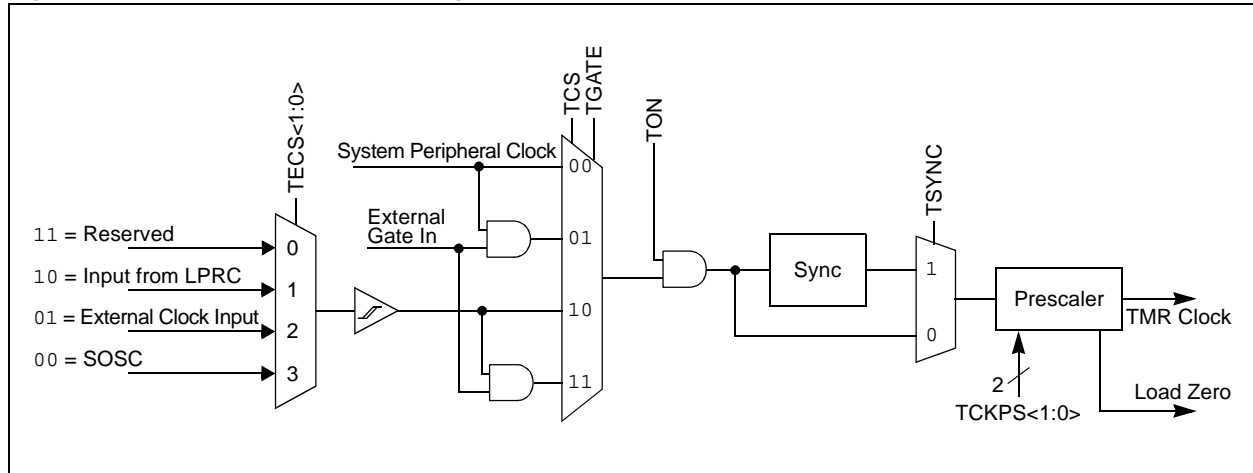 TECS<1:0>
11 = Reserved
10 = Input from LPRC
01 = External Clock Input
00 = SOSC
0
1
2
3
System Peripheral Clock
External
Gate In
TCS
TGATE
00
01
10
11
TON
Sync
TSYNC
1
0
Prescaler
2
TCKPS<1:0>
TMR Clock
Load Zero